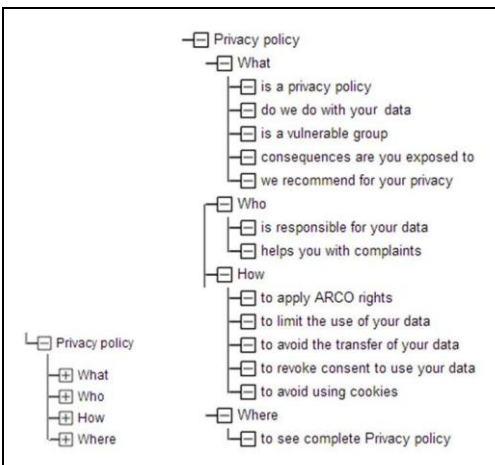 Privacy policy
What
is a privacy policy
do we do with your data
is a vulnerable group
consequences are you exposed to
we recommend for your privacy
Who
is responsible for your data
helps you with complaints
How
to apply ARCO rights
to limit the use of your data
to avoid the transfer of your data
to revoke consent to use your data
to avoid using cookies
Where
to see complete Privacy policy
Privacy policy
What
Who
How
Where